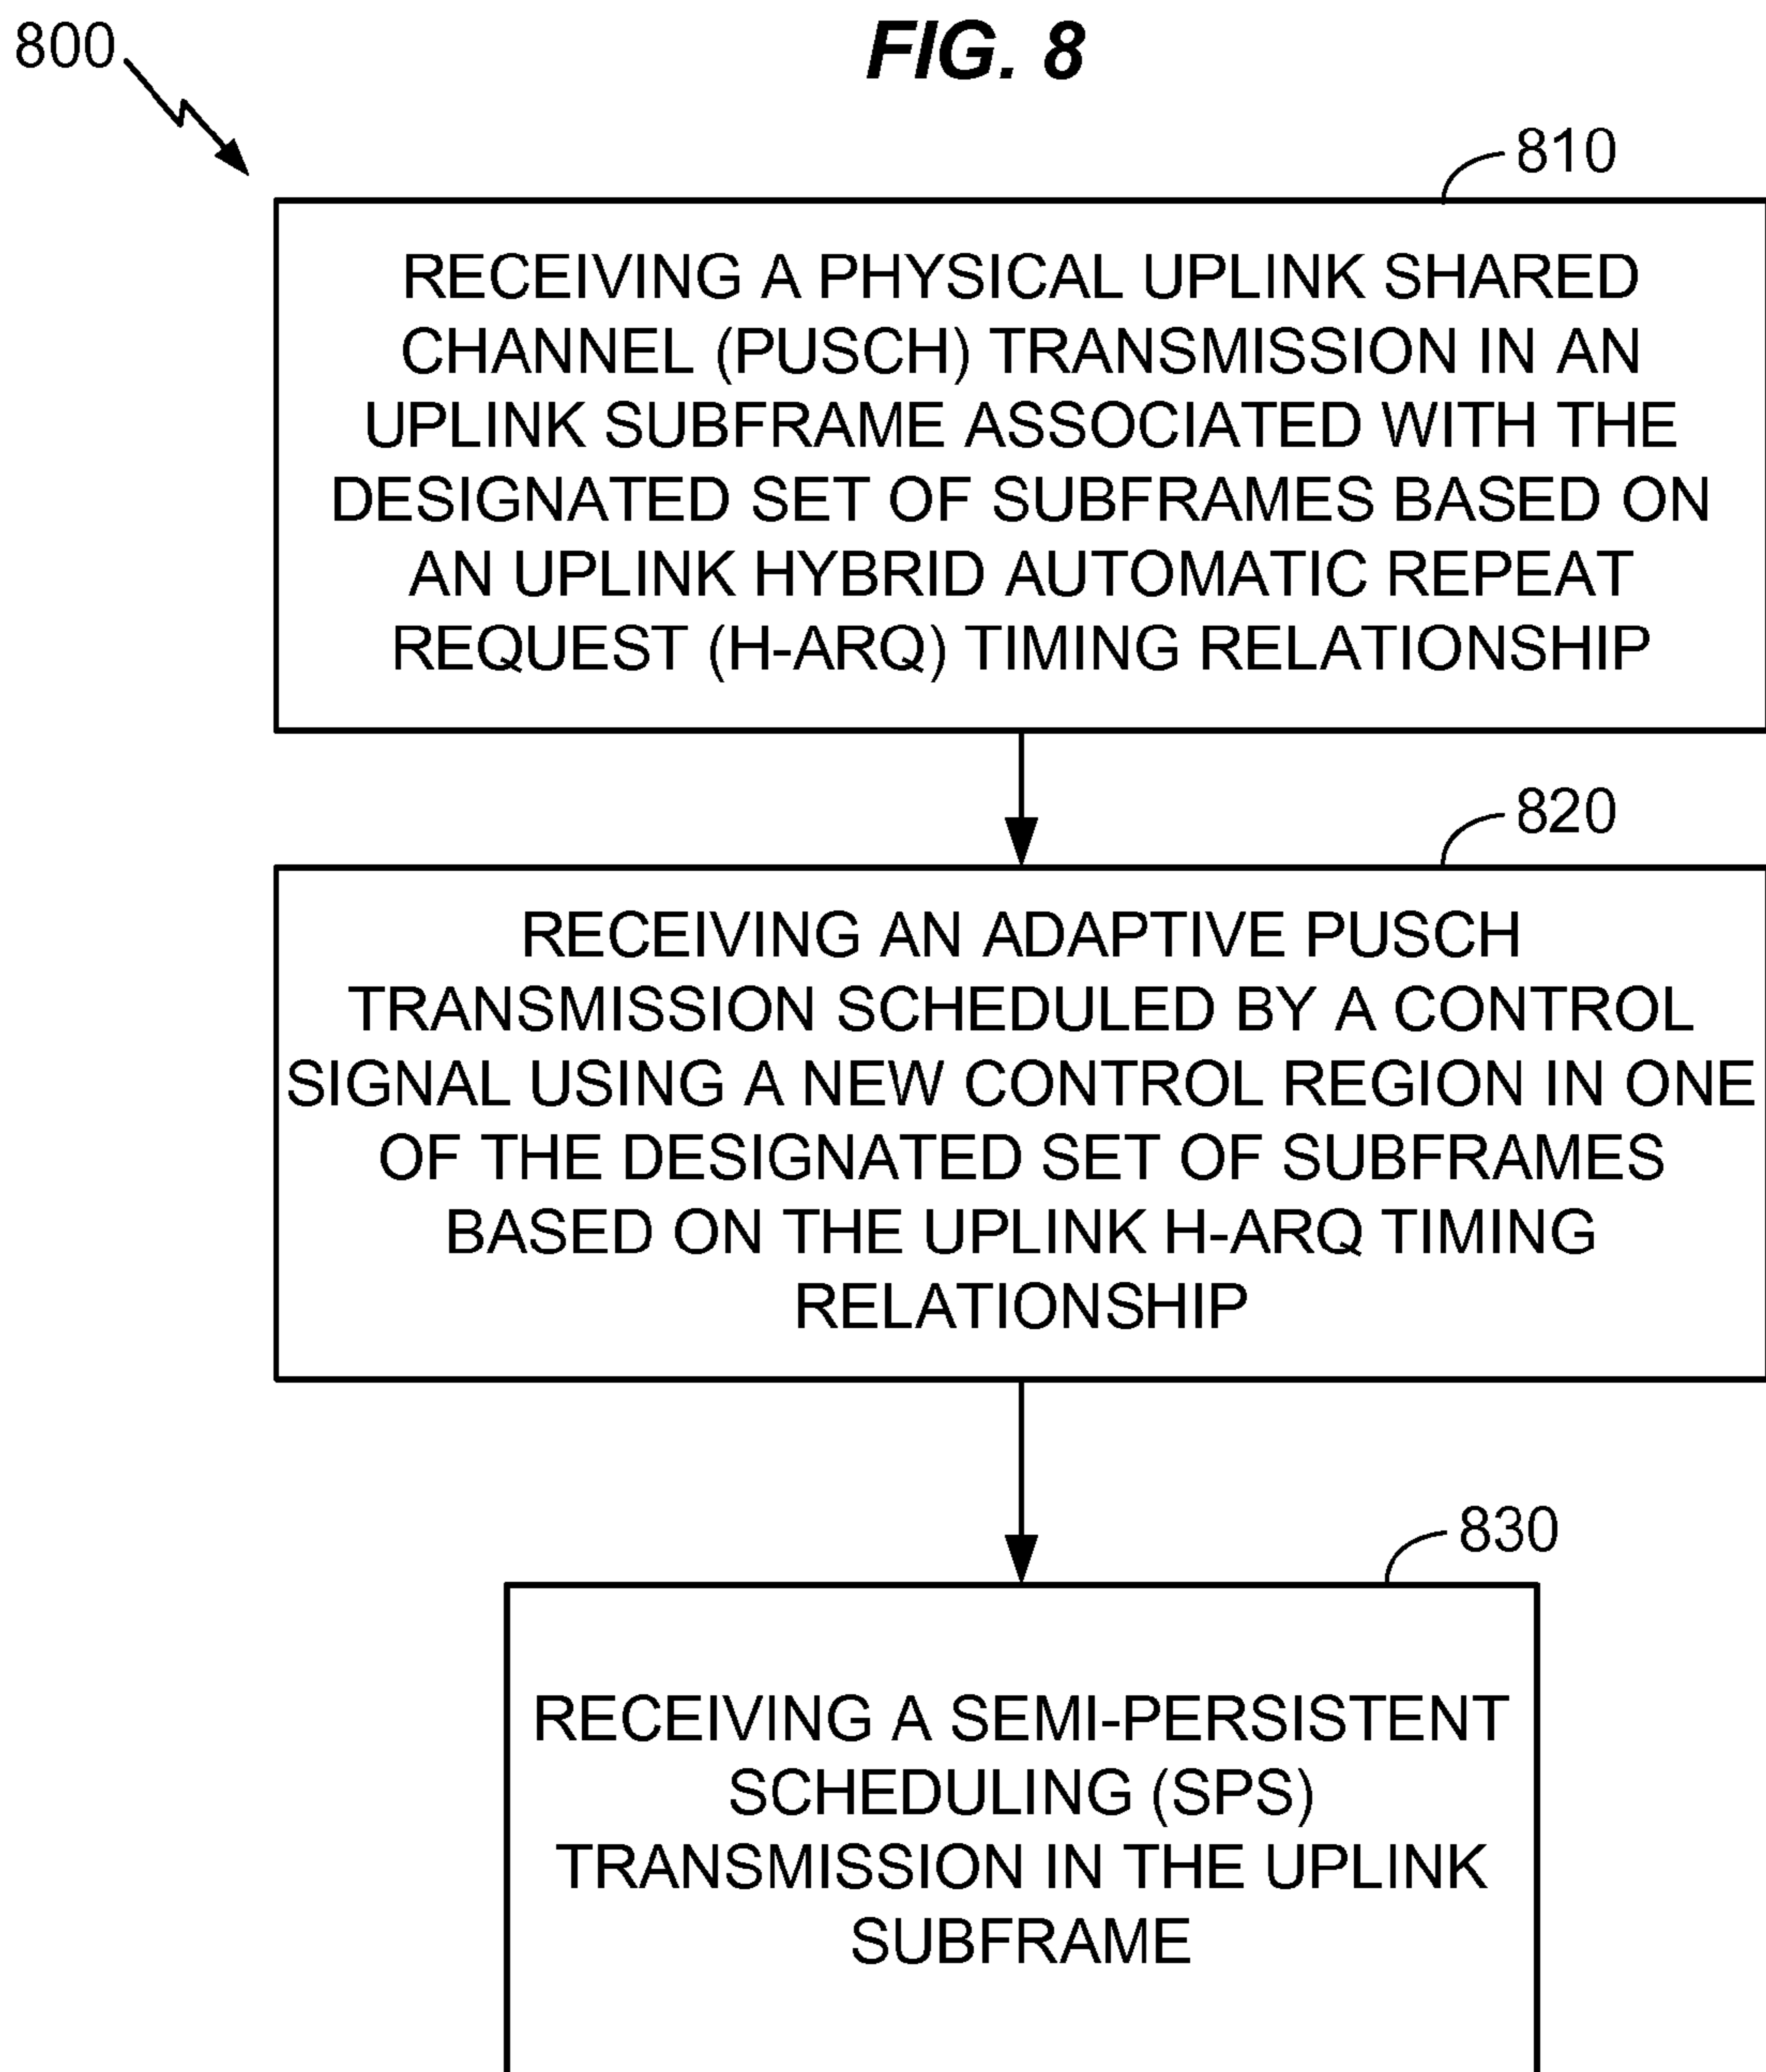 800
FIG. 8
810
RECEIVING A PHYSICAL UPLINK SHARED
CHANNEL (PUSCH) TRANSMISSION IN AN
UPLINK SUBFRAME ASSOCIATED WITH THE
DESIGNATED SET OF SUBFRAMES BASED ON
AN UPLINK HYBRID AUTOMATIC REPEAT
REQUEST (H-ARQ) TIMING RELATIONSHIP
820
RECEIVING AN ADAPTIVE PUSCH
TRANSMISSION SCHEDULED BY A CONTROL
SIGNAL USING A NEW CONTROL REGION IN ONE
OF THE DESIGNATED SET OF SUBFRAMES
BASED ON THE UPLINK H-ARQ TIMING
RELATIONSHIP
830
RECEIVING A SEMI-PERSISTENT
SCHEDULING (SPS)
TRANSMISSION IN THE UPLINK
SUBFRAME